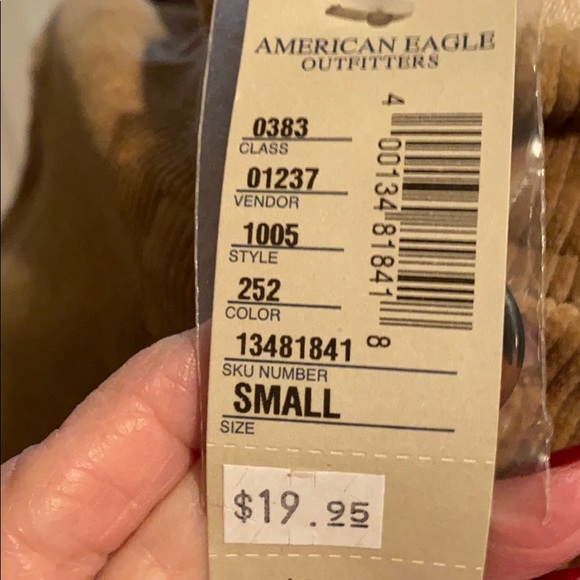 AMERICAN EAGLE
OUTFITTERS
0383
CLASS
01237
VENDOR
1005
STYLE
252
COLOR
13481841
SKU NUMBER
SMALL
SIZE
4 00134 81841 8
$19.95